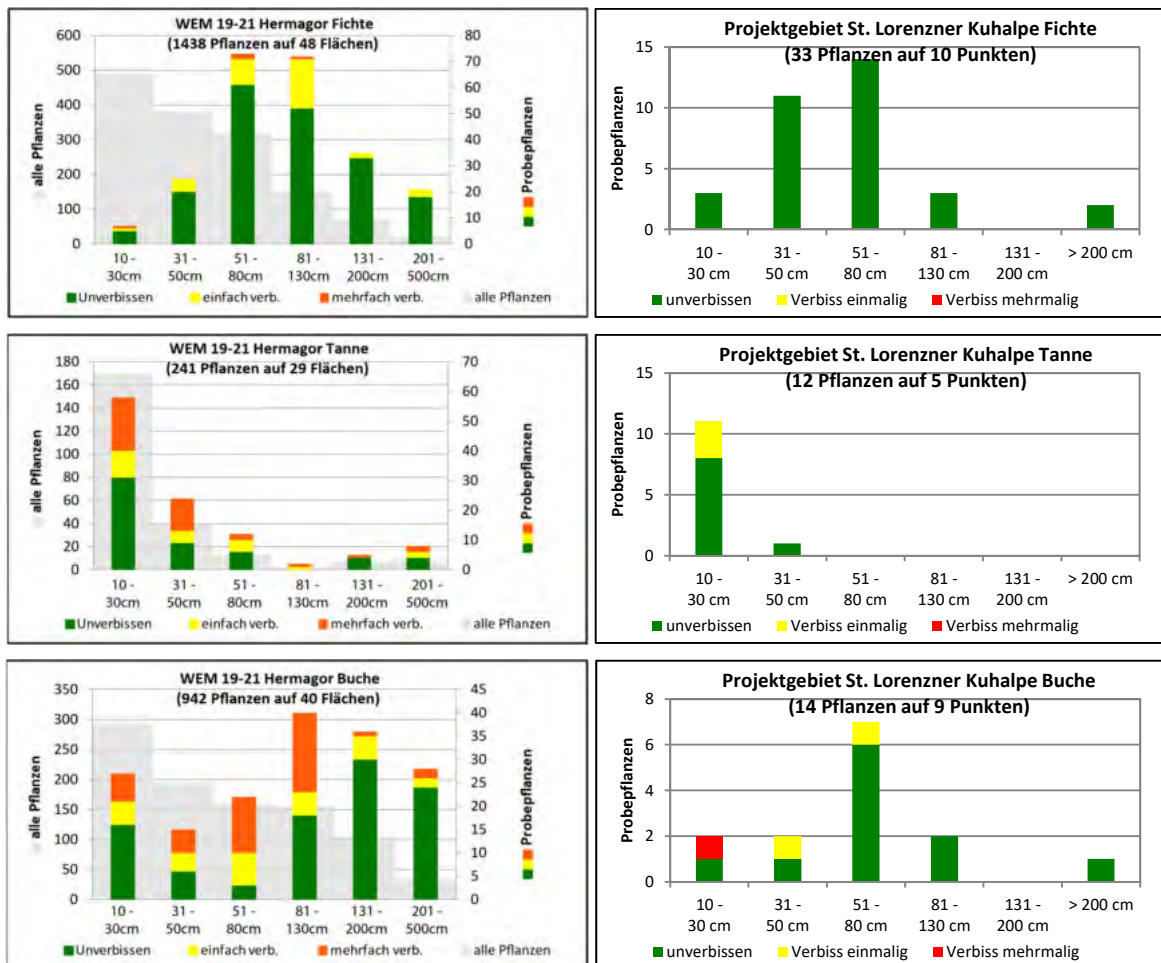 WEM 19-21 Hermagor Fichte
(1438 Pflanzen auf 48 Flächen)
alle Pflanzen
600
500
400
300
200
100
0
80
70
60
50
40
30
20
10
0
Probepflanzen
10 - 31 - 51 - 81 - 131 - 201 -
30cm 50cm 80cm 130cm 200cm 500cm
Unverbissen einfach verb. mehrfach verb. alle Pflanzen
Projektgebiet St. Lorenzner Kuhalpe Fichte
(33 Pflanzen auf 10 Punkten)
Probepflanzen
15
10
5
0
10 - 31 - 51 - 81 - 131 - > 200 cm
30 cm 50 cm 80 cm 130 cm 200 cm
unverbissen Verbiss einmalig Verbiss mehrmalig
WEM 19-21 Hermagor Tanne
(241 Pflanzen auf 29 Flächen)
alle Pflanzen
180
160
140
120
100
80
60
40
20
0
70
60
50
40
30
20
10
0
Probepflanzen
10 - 31 - 51 - 81 - 131 - 201 -
30cm 50cm 80cm 130cm 200cm 500cm
Unverbissen einfach verb. mehrfach verb. alle Pflanzen
Projektgebiet St. Lorenzner Kuhalpe Tanne
(12 Pflanzen auf 5 Punkten)
Probepflanzen
15
10
5
0
10 - 31 - 51 - 81 - 131 - > 200 cm
30 cm 50 cm 80 cm 130 cm 200 cm
unverbissen Verbiss einmalig Verbiss mehrmalig
WEM 19-21 Hermagor Buche
(942 Pflanzen auf 40 Flächen)
alle Pflanzen
350
300
250
200
150
100
50
0
45
40
35
30
25
20
15
10
5
0
Probepflanzen
10 - 31 - 51 - 81 - 131 - 201 -
30cm 50cm 80cm 130cm 200cm 500cm
Unverbissen einfach verb. mehrfach verb. alle Pflanzen
Projektgebiet St. Lorenzner Kuhalpe Buche
(14 Pflanzen auf 9 Punkten)
Probepflanzen
8
6
4
2
0
10 - 31 - 51 - 81 - 131 - > 200 cm
30 cm 50 cm 80 cm 130 cm 200 cm
unverbissen Verbiss einmalig Verbiss mehrmalig